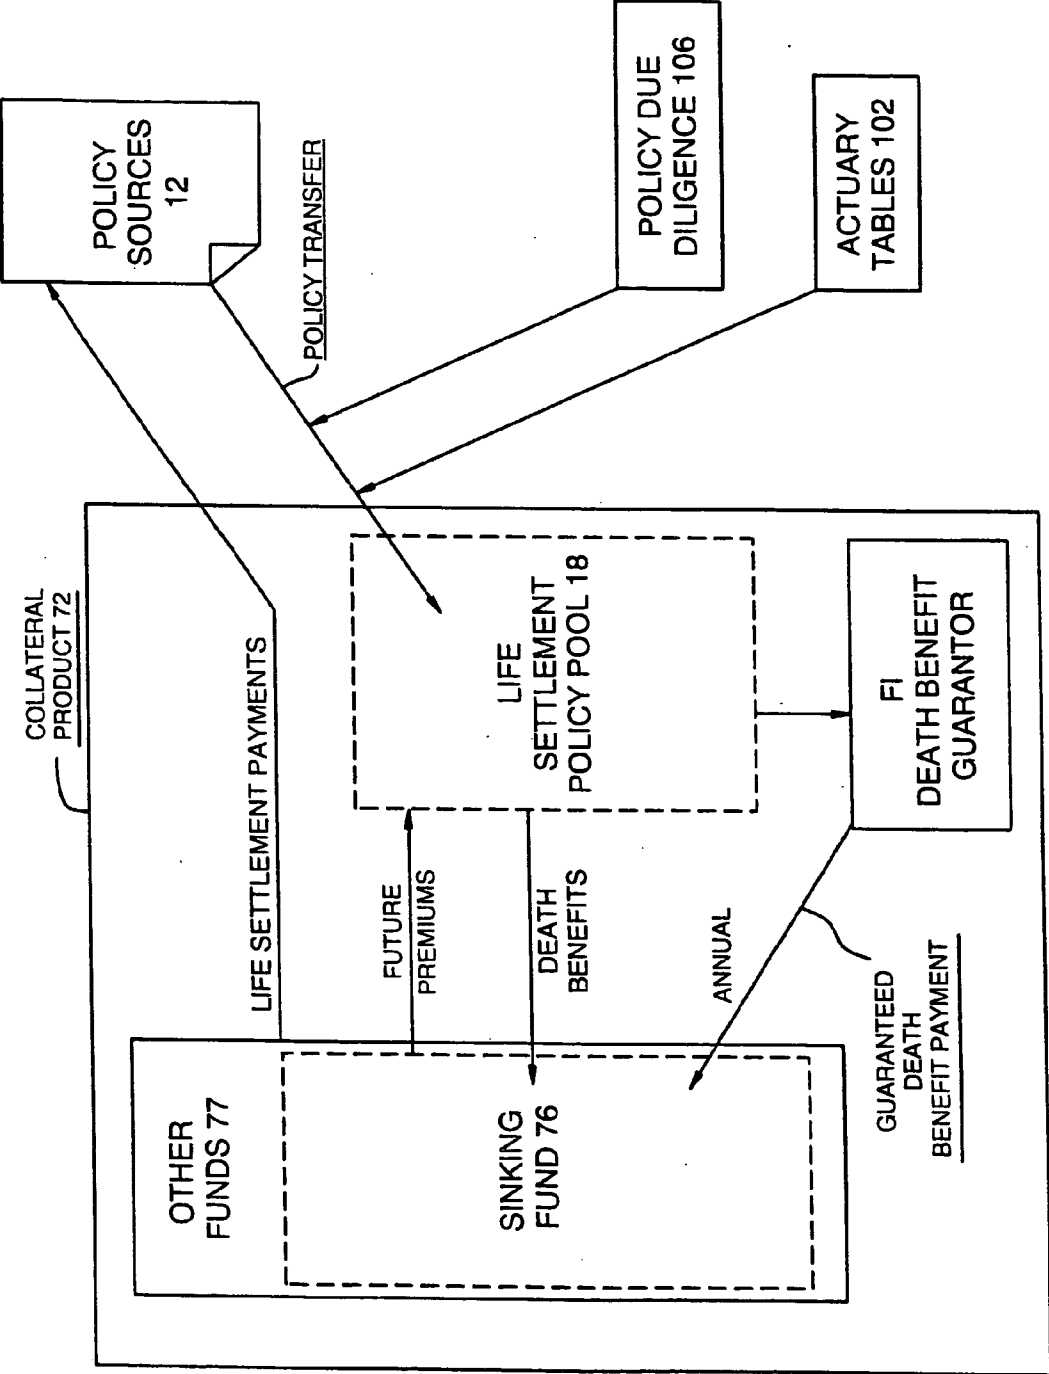 COLLATERAL
PRODUCT 72
OTHER
FUNDS 77
LIFE SETTLEMENT PAYMENTS
POLICY
SOURCES
12
POLICY TRANSFER
FUTURE
PREMIUMS
SINKING
FUND 76
DEATH
BENEFITS
LIFE
SETTLEMENT
POLICY POOL 18
POLICY DUE
DILIGENCE 106
ANNUAL
ACTUARY
TABLES 102
GUARANTEED
DEATH
BENEFIT PAYMENT
FI
DEATH BENEFIT
GUARANTOR